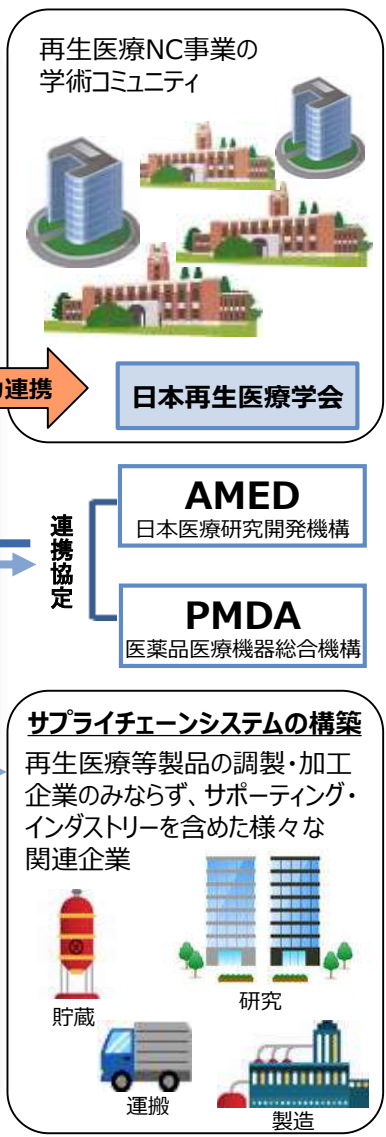 再生医療NC事業の
学術コミュニティ
連携
日本再生医療学会
連携協定
AMED
日本医療研究開発機構
PMDA
医薬品医療機器総合機構
サプライチェーンシステムの構築
再生医療等製品の調製・加工
企業のみならず、サポーティング・
インダストリーを含めた様々な
関連企業
貯蔵
研究
運搬
製造